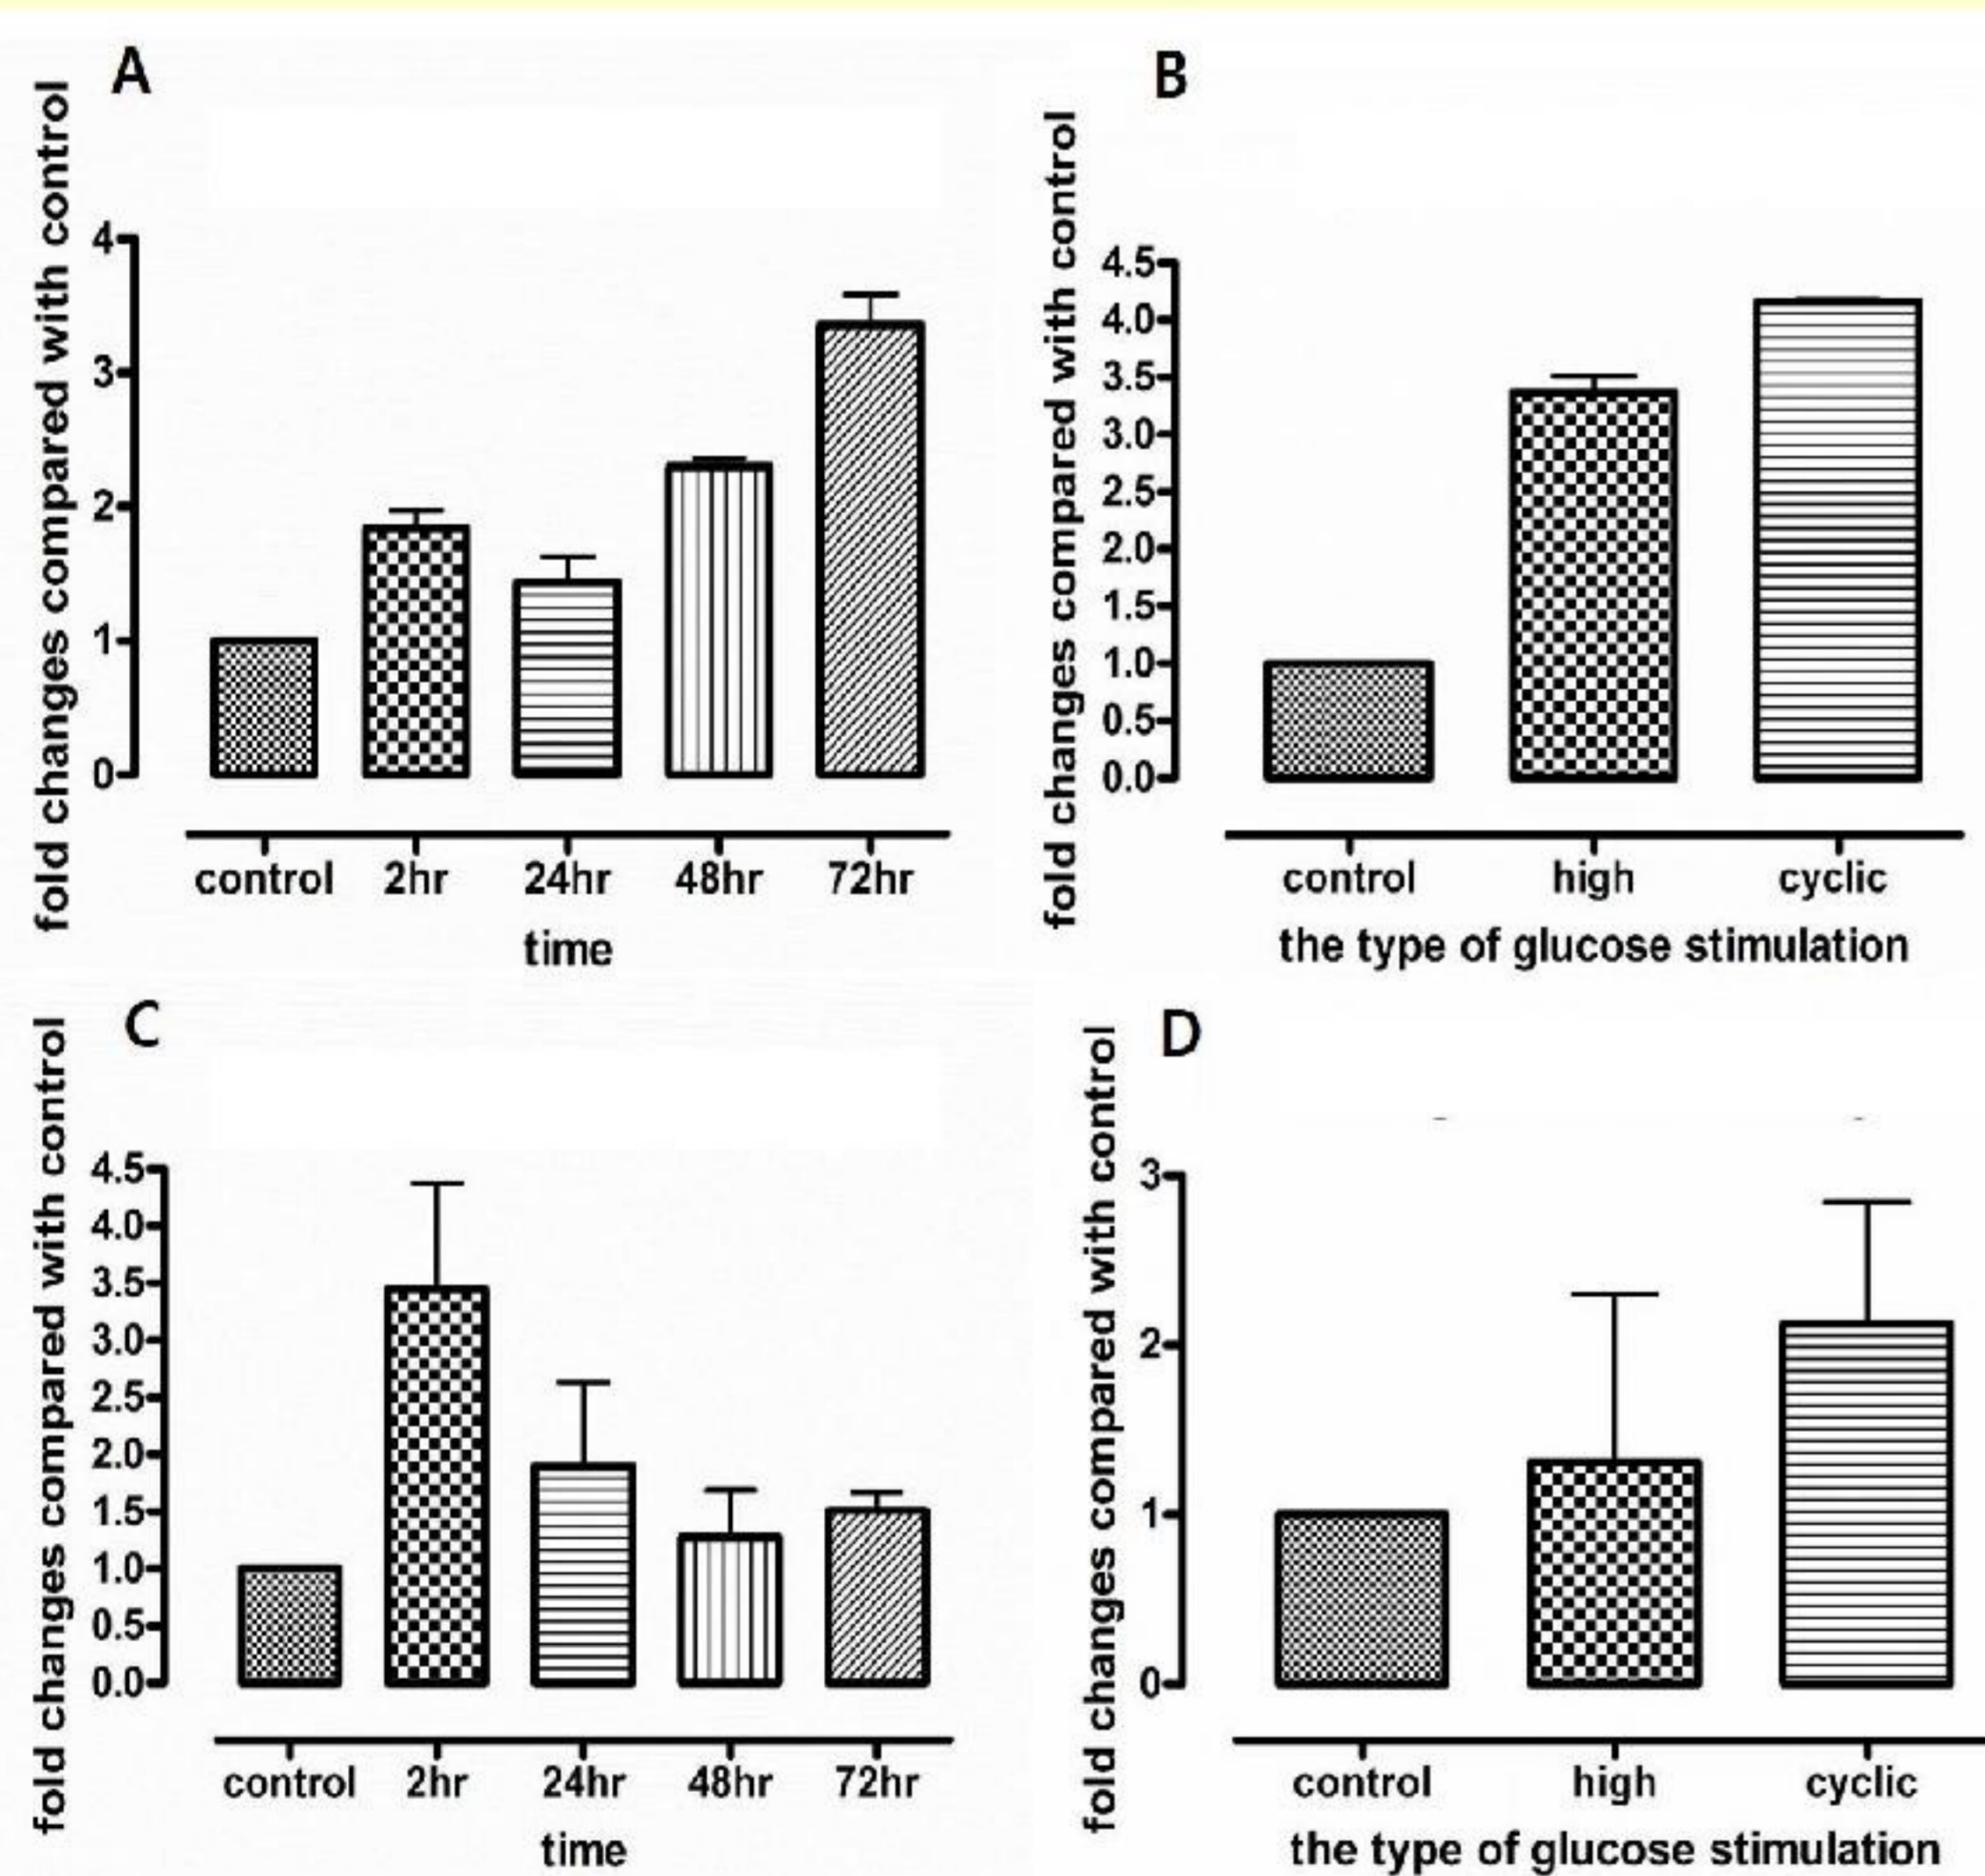 A
fold changes compared with control
4
3
2
1
0
control 2hr 24hr 48hr 72hr
time
B
fold changes compared with control
4.5
4.0
3.5
3.0
2.5
2.0
1.5
1.0
0.5
0.0
control high cyclic
the type of glucose stimulation
C
fold changes compared with control
4.5
4.0
3.5
3.0
2.5
2.0
1.5
1.0
0.5
0.0
control 2hr 24hr 48hr 72hr
time
D
fold changes compared with control
3
2
1
0
control high cyclic
the type of glucose stimulation